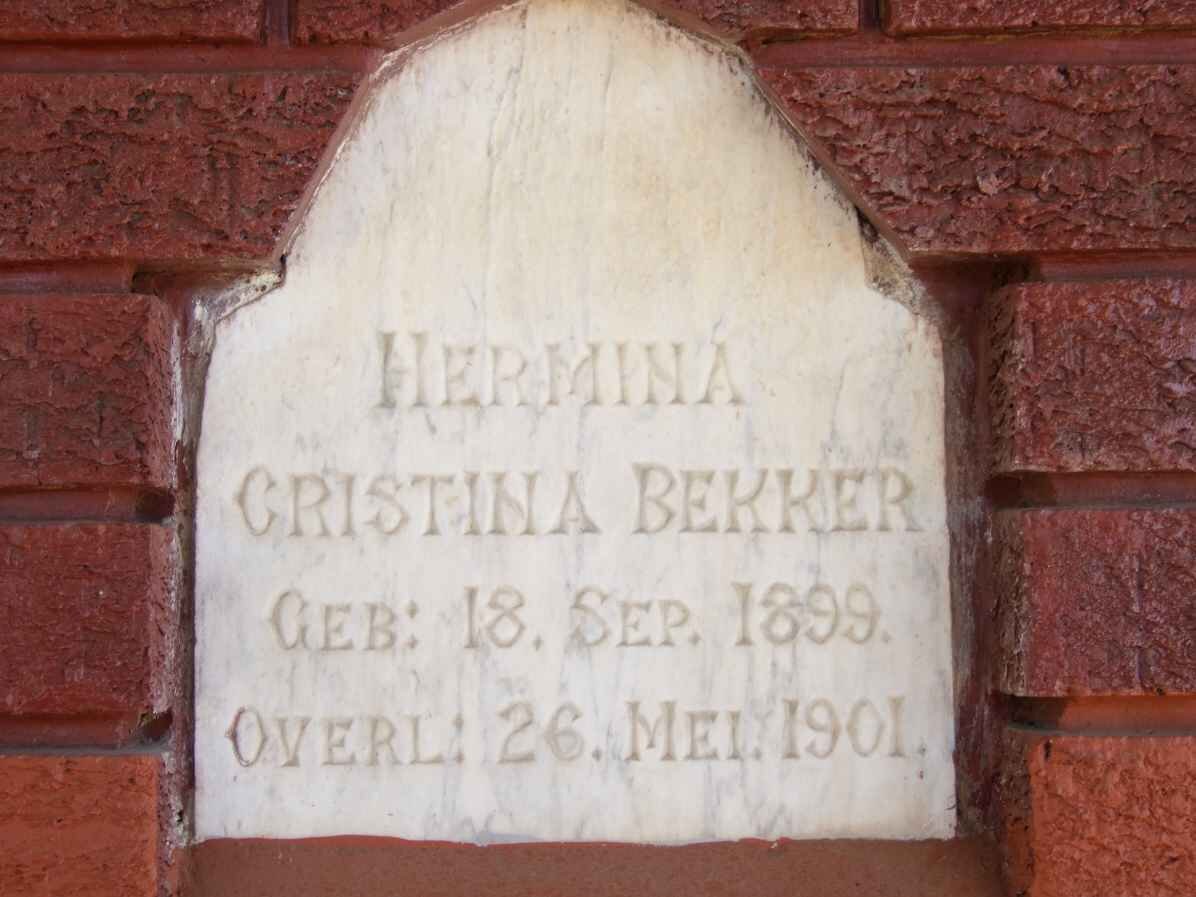 HERMINA
CRISTINA BEKKER
GEB: 18. SEP. 1899.
OVERL: 26. MEI. 1901.